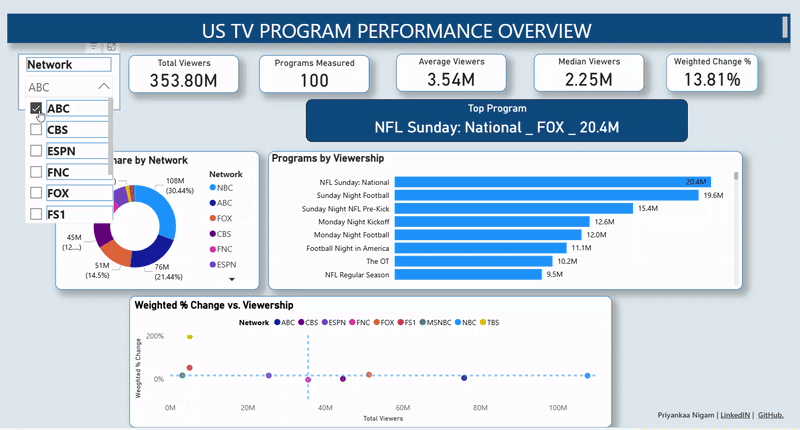 US TV PROGRAM PERFORMANCE OVERVIEW
Network
ABC
ABC
CBS
ESPN
FNC
FOX
FS1
Total Viewers
353.80M
Programs Measured
100
Average Viewers
3.54M
Median Viewers
2.25M
Weighted Change %
13.81%
Top Program
NFL Sunday: National _ FOX _ 20.4M
hare by Network
108M
(30.44%)
76M
(21.44%)
51M
(14.5%)
45M
(12....)
Network
NBC
ABC
FOX
CBS
FNC
ESPN
Programs by Viewership
NFL Sunday: National 20.4M
Sunday Night Football 19.6M
Sunday Night NFL Pre-Kick 15.4M
Monday Night Kickoff 12.6M
Monday Night Football 12.0M
Football Night in America 11.1M
The OT 10.2M
NFL Regular Season 9.5M
Weighted % Change vs. Viewership
Network ABC CBS ESPN FNC FOX FS1 MSNBC NBC TBS
Weoighted % Change
200%
0%
0M 20M 40M 60M 80M 100M
Total Viewers
Priyankaa Nigam | LinkedIN | GitHub.